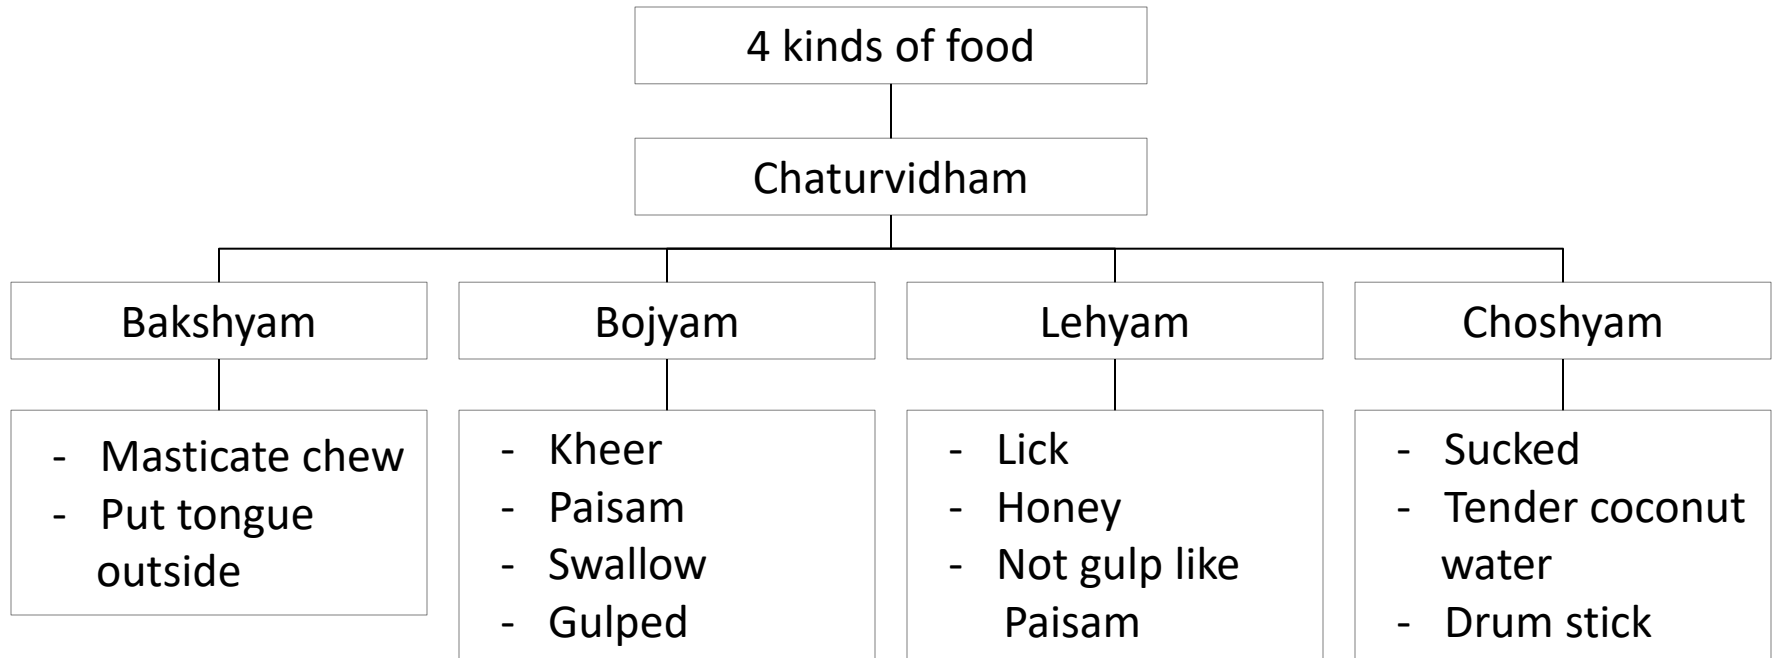 4 kinds of food
Chaturvidham
Bakshyam
Bojyam
Lehyam
Choshyam
- Masticate chew
- Put tongue
outside
- Kheer
- Paisam
- Swallow
- Gulped
- Lick
- Honey
- Not gulp like
Paisam
- Sucked
- Tender coconut
water
- Drum stick